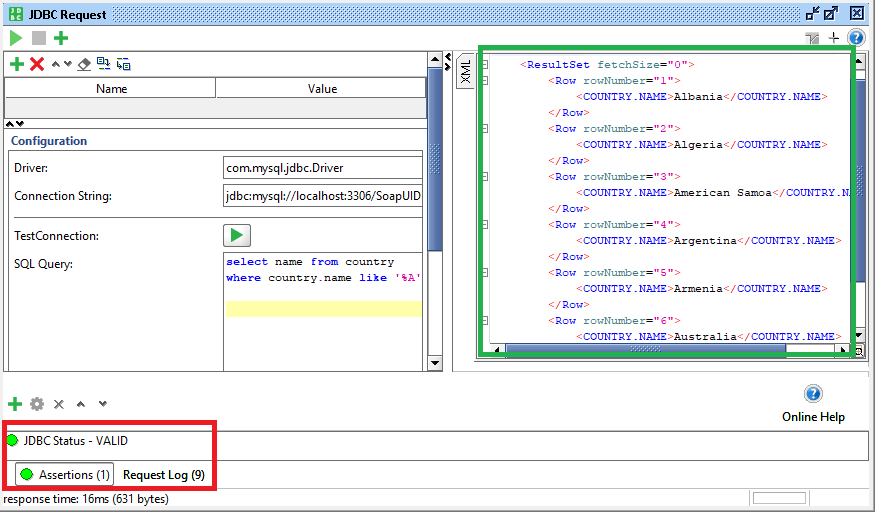 JDBC Request
Name Value
Configuration
Driver: com.mysql.jdbc.Driver
Connection String: jdbc:mysql://localhost:3306/SoapUID
TestConnection:
SQL Query: select name from country
where country.name like '%A'
XML
<ResultSet fetchSize="0">
<Row rowNumber="1">
<COUNTRY.NAME>Albania</COUNTRY.NAME>
</Row>
<Row rowNumber="2">
<COUNTRY.NAME>Algeria</COUNTRY.NAME>
</Row>
<Row rowNumber="3">
<COUNTRY.NAME>American Samoa</COUNTRY.NA
</Row>
<Row rowNumber="4">
<COUNTRY.NAME>Argentina</COUNTRY.NAME>
</Row>
<Row rowNumber="5">
<COUNTRY.NAME>Armenia</COUNTRY.NAME>
</Row>
<Row rowNumber="6">
<COUNTRY.NAME>Australia</COUNTRY.NAME>
Online Help
JDBC Status - VALID
Assertions (1) Request Log (9)
response time: 16ms (631 bytes)